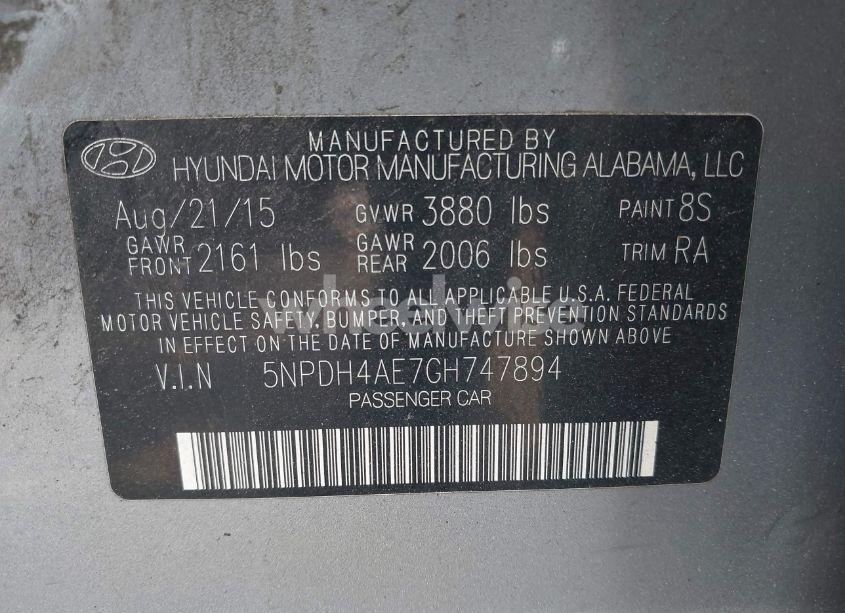 MANUFACTURED BY
HYUNDAI MOTOR MANUFACTURING ALABAMA, LLC
Aug/21/15 GVWR 3880 lbs PAINT 8S
GAWR FRONT 2161 lbs GAWR REAR 2006 lbs TRIM RA
THIS VEHICLE CONFORMS TO ALL APPLICABLE U.S.A. FEDERAL
MOTOR VEHICLE SAFETY, BUMPER, AND THEFT PREVENTION STANDARDS
IN EFFECT ON THE DATE OF MANUFACTURE SHOWN ABOVE
V.I.N 5NPDH4AE7GH747894
PASSENGER CAR
wheelwise